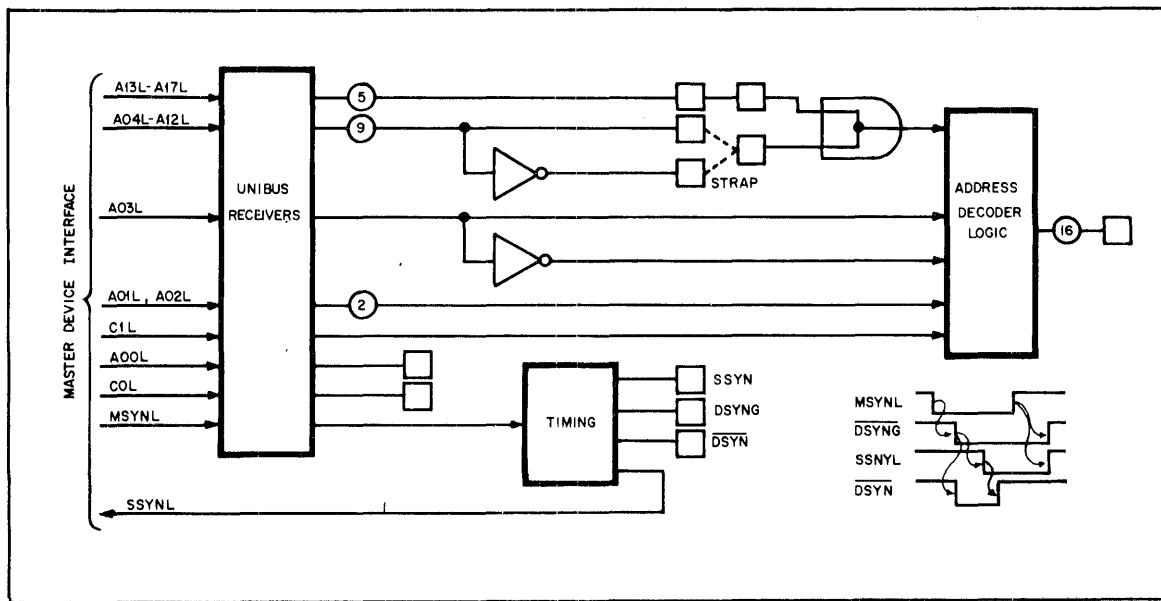 MASTER DEVICE INTERFACE
A13L-A17L
A04L-A12L
A03L
A01L, A02L
C1L
A00L
C0L
MSYNL
SSYNL
UNIBUS
RECEIVERS
5
9
2
STRAP
ADDRESS
DECODER
LOGIC
16
TIMING
SSYN
DSYNG
DSYN
MSYNL
DSYNG
SSNYL
DSYN